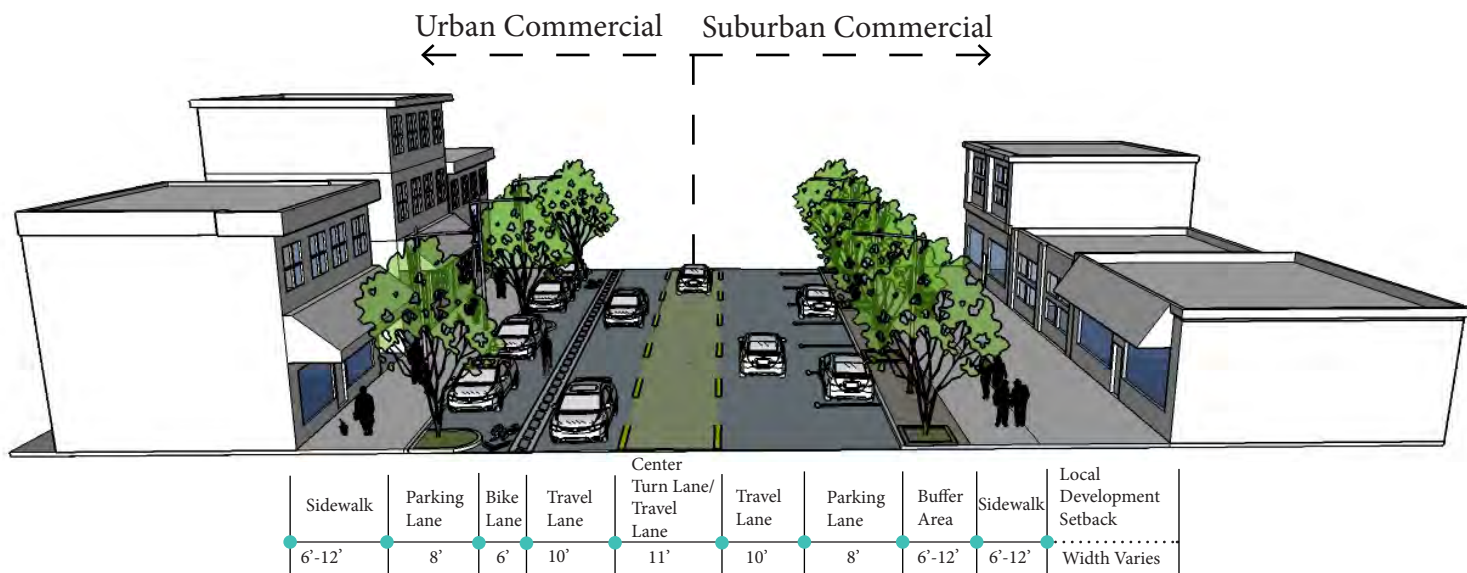 Urban Commercial
Suburban Commercial
Sidewalk
Parking
Lane
Bike
Lane
Travel
Lane
Center
Turn Lane/
Travel
Lane
Travel
Lane
Parking
Lane
Buffer
Area
Sidewalk
Local
Development
Setback
6'-12'
8'
6'
10'
11'
10'
8'
6'-12'
6'-12'
Width Varies